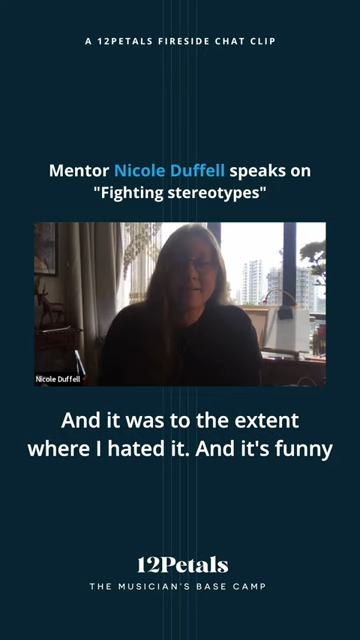 A 12PETALS FIRESIDE CHAT CLIP
Mentor Nicole Duffell speaks on
"Fighting stereotypes"
Nicole Duffell
And it was to the extent
where I hated it. And it's funny
12Petals
THE MUSICIAN'S BASE CAMP